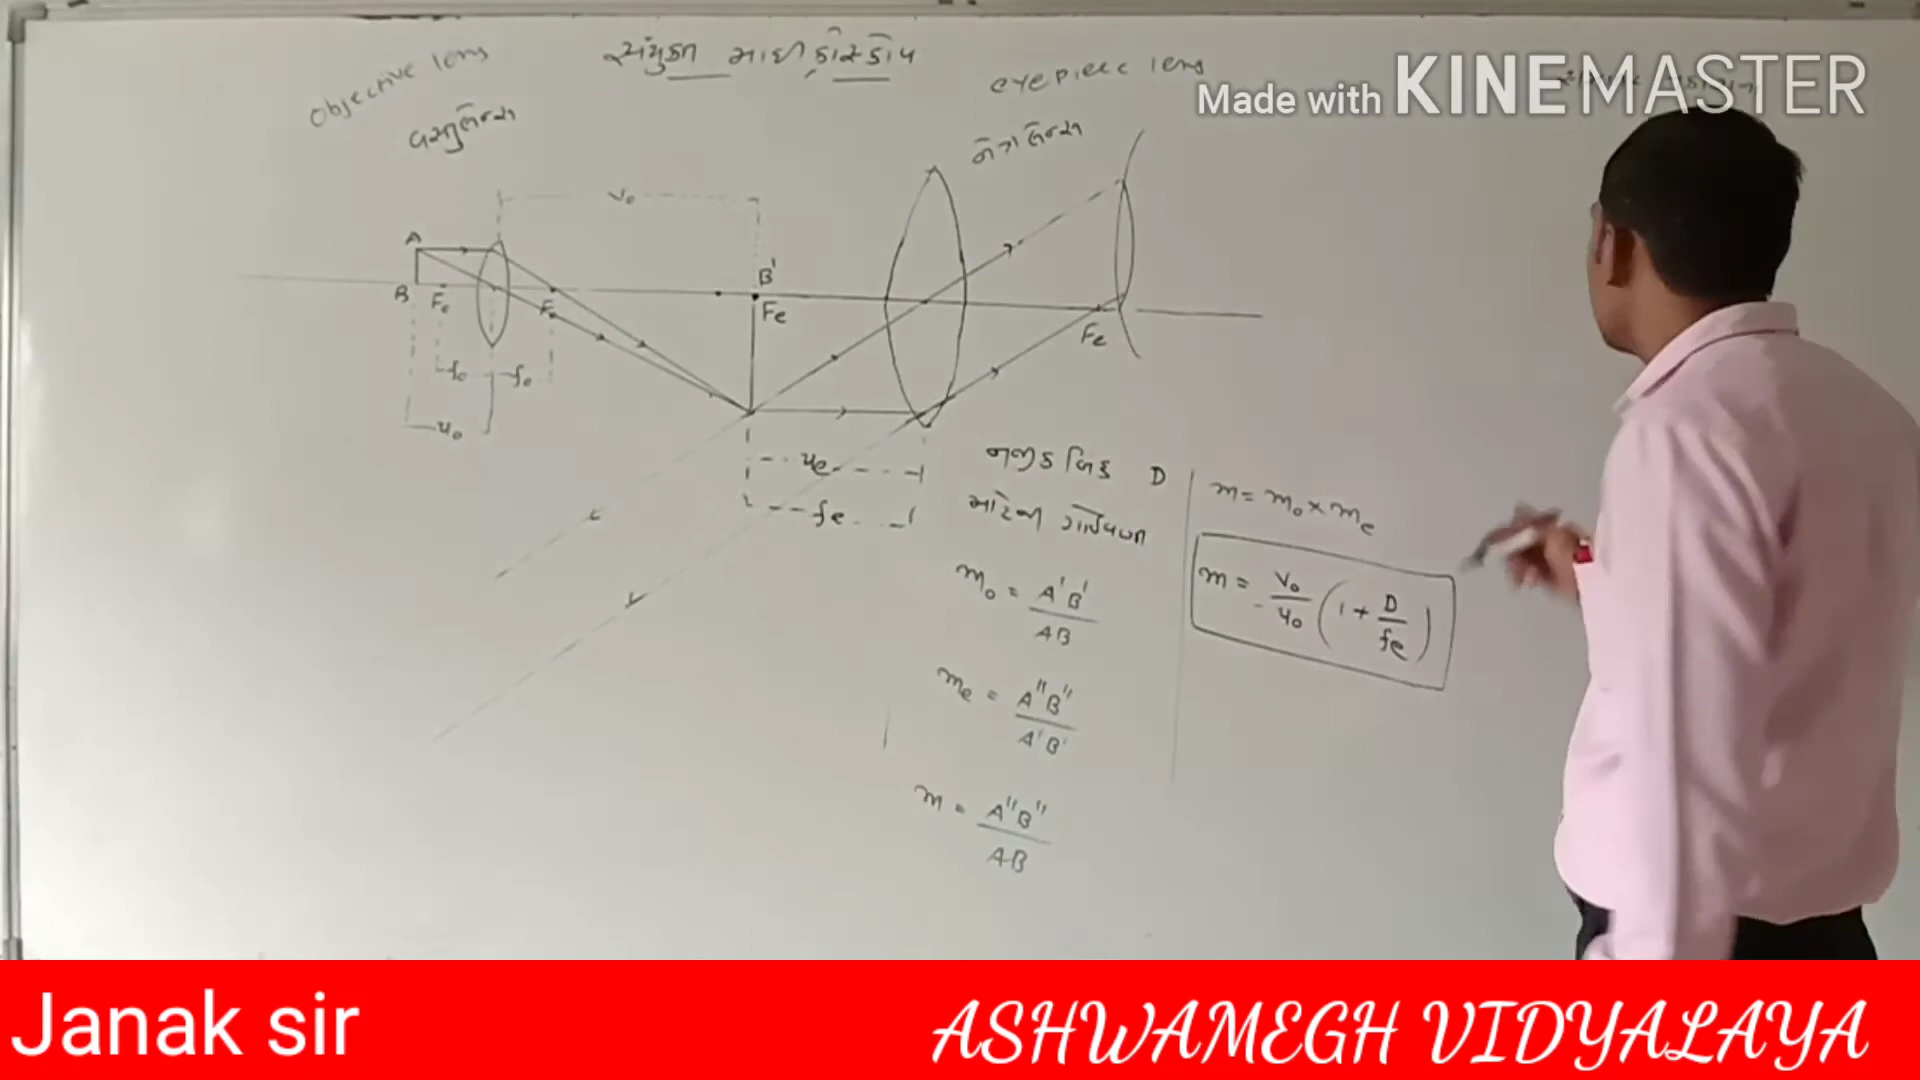 સંયુક્ત માઈક્રોસ્કોપ
Objective lens
વસ્તુલેન્સ
eyepiece lens
નેત્રલેન્સ
Made with KINEMASTER
V₀
A
B
F₀
F₀
B'
Fe
Fe
f₀
f₀
u₀
ue
fe
નજીક બિંદુ D
માટેની મોટવણી
m₀ = A'B' / AB
me = A"B" / A'B'
m = A"B" / AB
m = m₀ × me
m = - V₀ / u₀ (1 + D / fe)
Janak sir
ASHWAMEGH VIDYALAYA